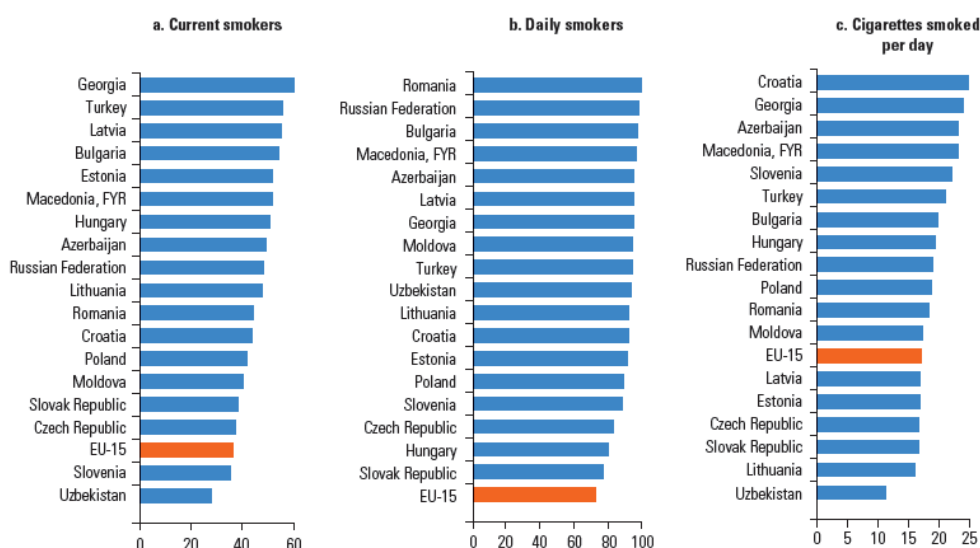 a. Current smokers
Georgia
Turkey
Latvia
Bulgaria
Estonia
Macedonia, FYR
Hungary
Azerbaijan
Russian Federation
Lithuania
Romania
Croatia
Poland
Moldova
Slovak Republic
Czech Republic
EU-15
Slovenia
Uzbekistan
0 20 40 60
b. Daily smokers
Romania
Russian Federation
Bulgaria
Macedonia, FYR
Azerbaijan
Latvia
Georgia
Moldova
Turkey
Uzbekistan
Lithuania
Croatia
Estonia
Poland
Slovenia
Czech Republic
Hungary
Slovak Republic
EU-15
0 20 40 60 80 100
c. Cigarettes smoked
per day
Croatia
Georgia
Azerbaijan
Macedonia, FYR
Slovenia
Turkey
Bulgaria
Hungary
Russian Federation
Poland
Romania
Moldova
EU-15
Latvia
Estonia
Czech Republic
Slovak Republic
Lithuania
Uzbekistan
0 5 10 15 20 25